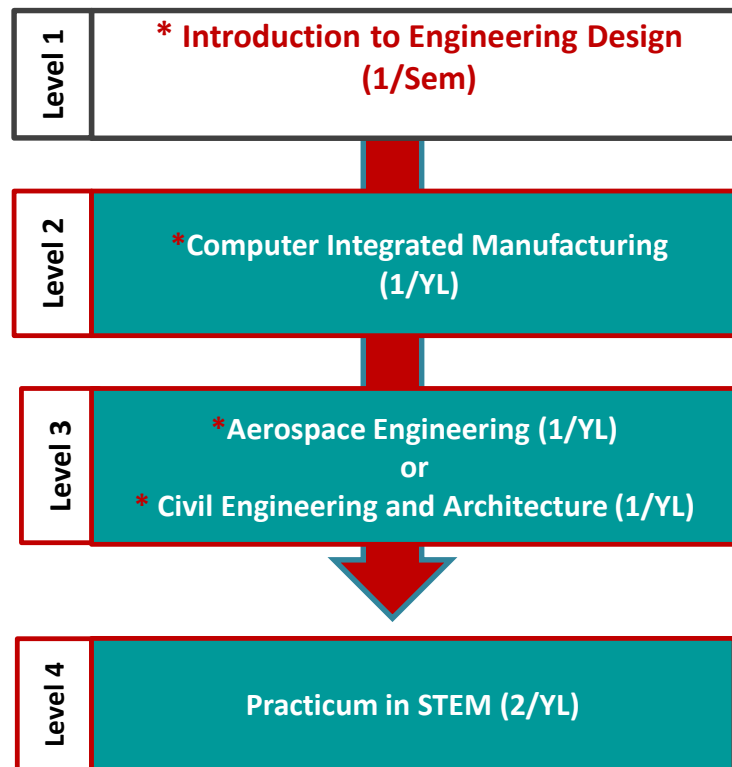 Level 1
* Introduction to Engineering Design
(1/Sem)
Level 2
*Computer Integrated Manufacturing
(1/YL)
Level 3
*Aerospace Engineering (1/YL)
or
* Civil Engineering and Architecture (1/YL)
Level 4
Practicum in STEM (2/YL)